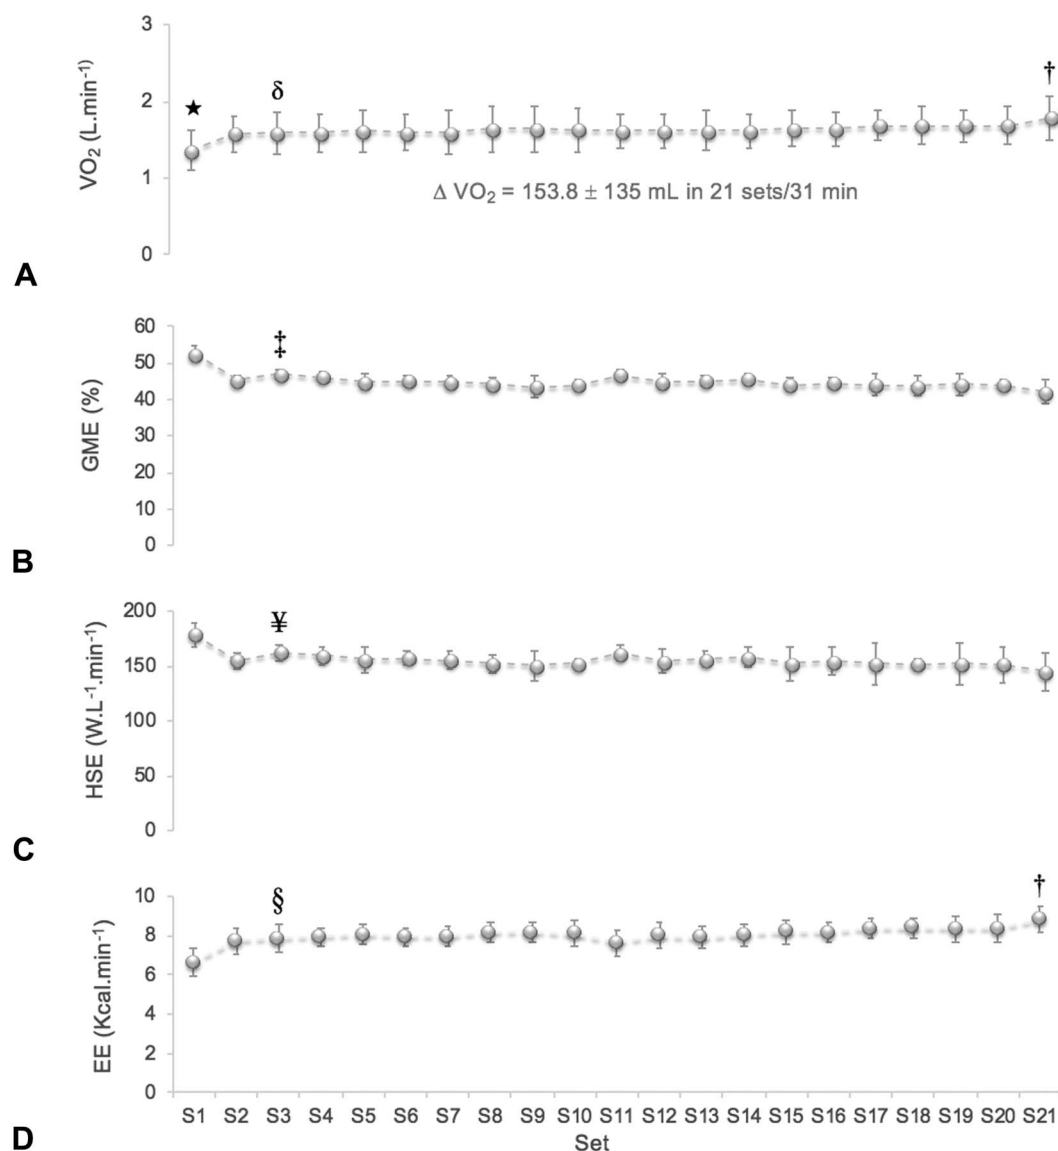 3
2
1
0
VO₂ (L.min⁻¹)
★
δ
†
Δ VO₂ = 153.8 ± 135 mL in 21 sets/31 min
A
60
50
40
30
20
10
0
GME (%)
‡
B
200
150
100
50
0
HSE (W.L⁻¹.min⁻¹)
¥
C
10
8
6
4
2
0
EE (Kcal.min⁻¹)
§
†
S1 S2 S3 S4 S5 S6 S7 S8 S9 S10 S11 S12 S13 S14 S15 S16 S17 S18 S19 S20 S21
Set
D